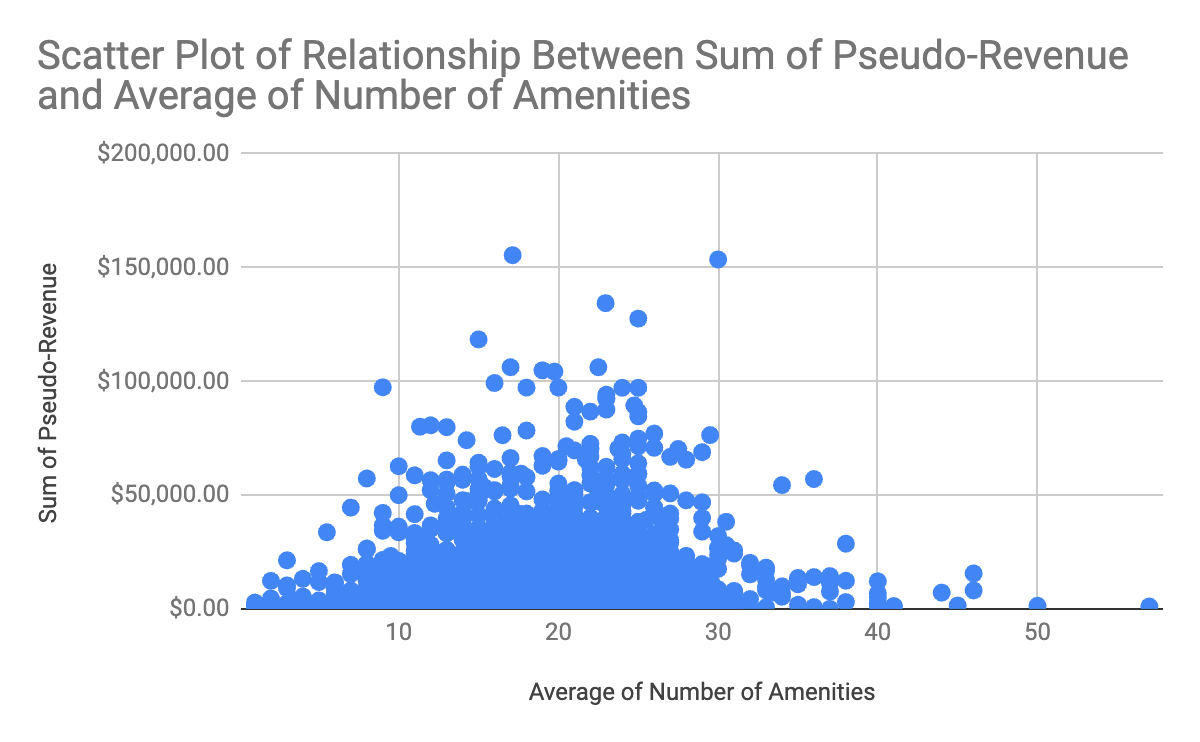 Scatter Plot of Relationship Between Sum of Pseudo-Revenue
and Average of Number of Amenities
$200,000.00
$150,000.00
$100,000.00
$50,000.00
$0.00
Sum of Pseudo-Revenue
10 20 30 40 50
Average of Number of Amenities